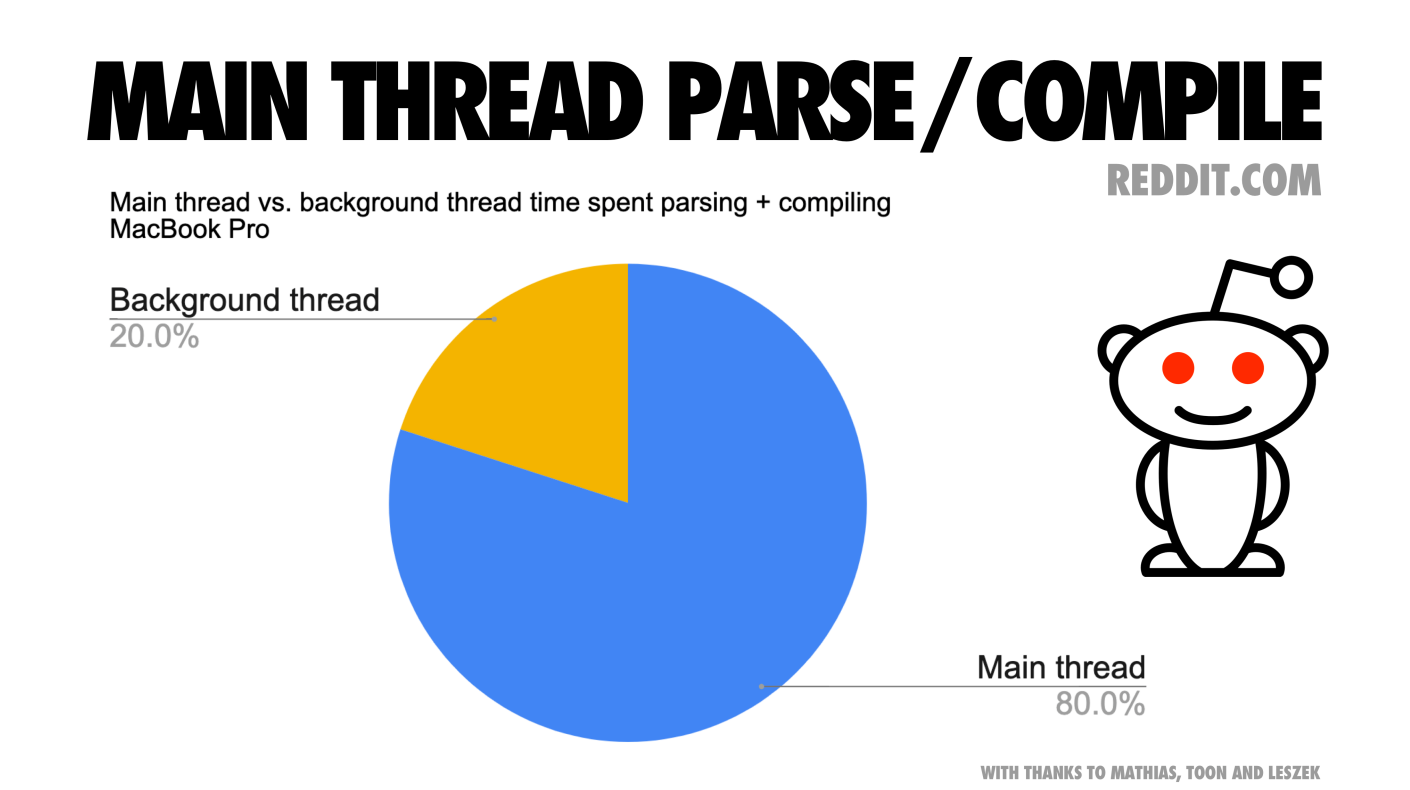 MAIN THREAD PARSE/COMPILE
REDDIT.COM
Main thread vs. background thread time spent parsing + compiling
MacBook Pro
Background thread
20.0%
Main thread
80.0%
WITH THANKS TO MATHIAS, TOON AND LESZEK